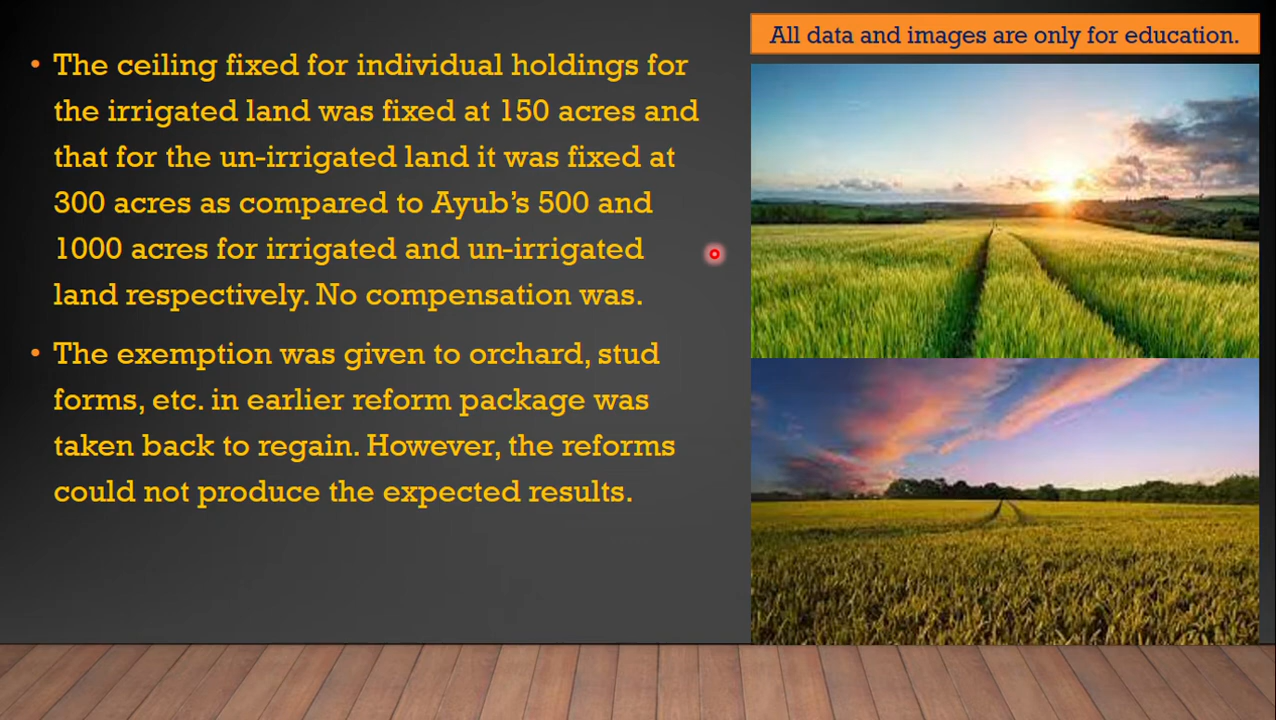 All data and images are only for education.
• The ceiling fixed for individual holdings for
the irrigated land was fixed at 150 acres and
that for the un-irrigated land it was fixed at
300 acres as compared to Ayub's 500 and
1000 acres for irrigated and un-irrigated
land respectively. No compensation was.
• The exemption was given to orchard, stud
forms, etc. in earlier reform package was
taken back to regain. However, the reforms
could not produce the expected results.